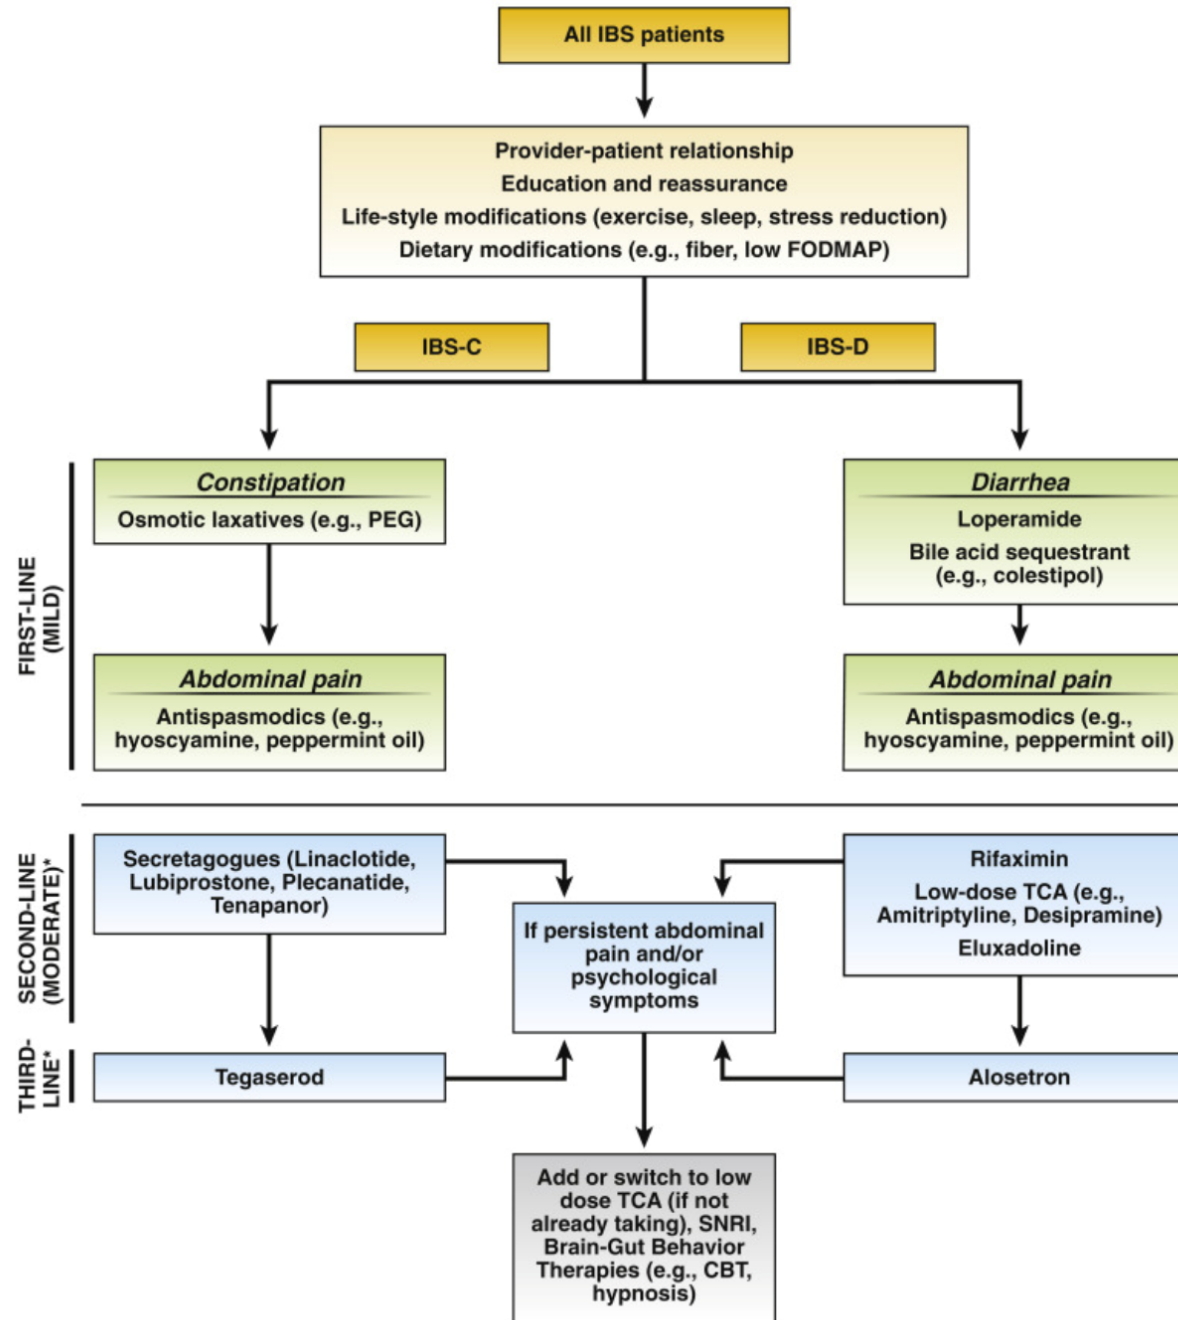 All IBS patients
Provider-patient relationship
Education and reassurance
Life-style modifications (exercise, sleep, stress reduction)
Dietary modifications (e.g., fiber, low FODMAP)
IBS-C
IBS-D
FIRST-LINE
(MILD)
Constipation
Osmotic laxatives (e.g., PEG)
Diarrhea
Loperamide
Bile acid sequestrant
(e.g., colestipol)
Abdominal pain
Antispasmodics (e.g.,
hyoscyamine, peppermint oil)
Abdominal pain
Antispasmodics (e.g.,
hyoscyamine, peppermint oil)
SECOND-LINE
(MODERATE)*
Secretagogues (Linaclotide,
Lubiprostone, Plecanatide,
Tenapanor)
If persistent abdominal
pain and/or
psychological
symptoms
Rifaximin
Low-dose TCA (e.g.,
Amitriptyline, Desipramine)
Eluxadoline
THIRD-
LINE*
Tegaserod
Alosetron
Add or switch to low
dose TCA (if not
already taking), SNRI,
Brain-Gut Behavior
Therapies (e.g., CBT,
hypnosis)